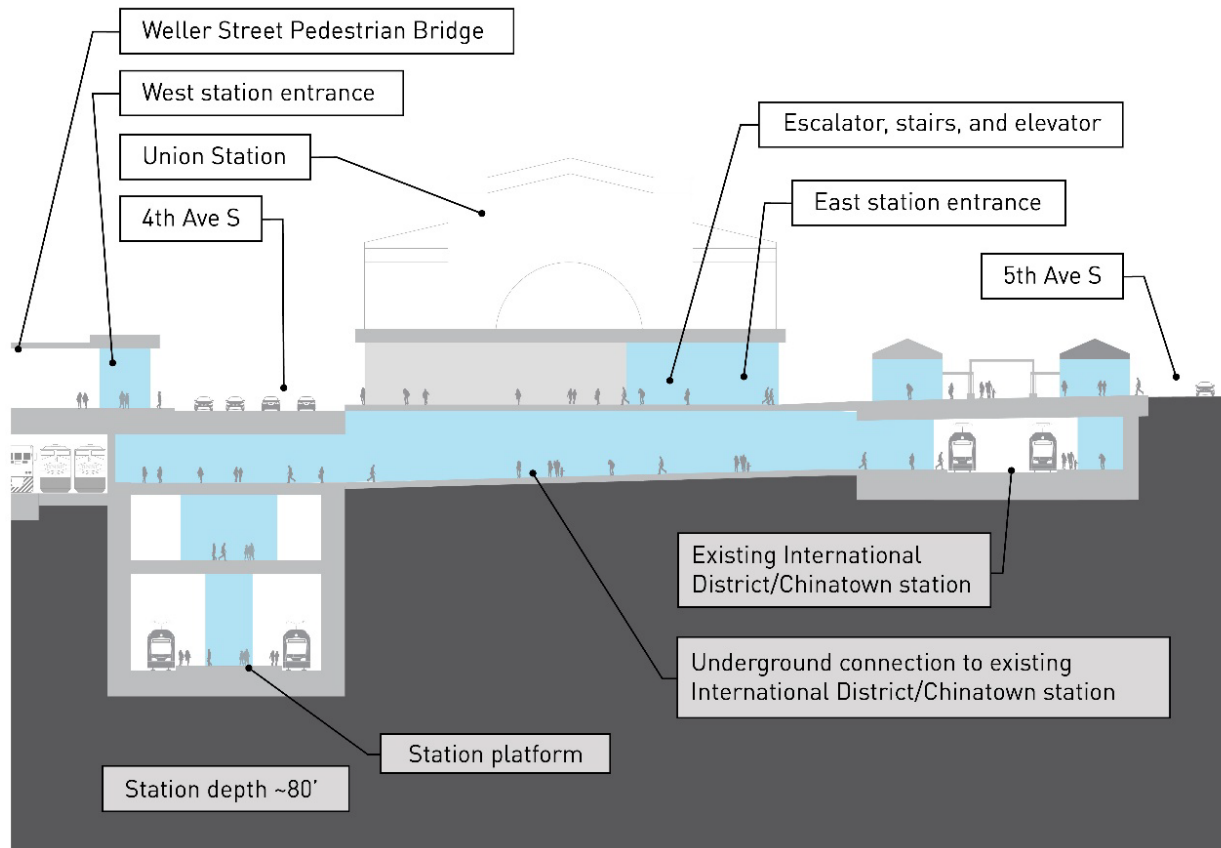 Weller Street Pedestrian Bridge
West station entrance
Union Station
4th Ave S
Escalator, stairs, and elevator
East station entrance
5th Ave S
Existing International
District/Chinatown station
Underground connection to existing
International District/Chinatown station
Station platform
Station depth ~80’